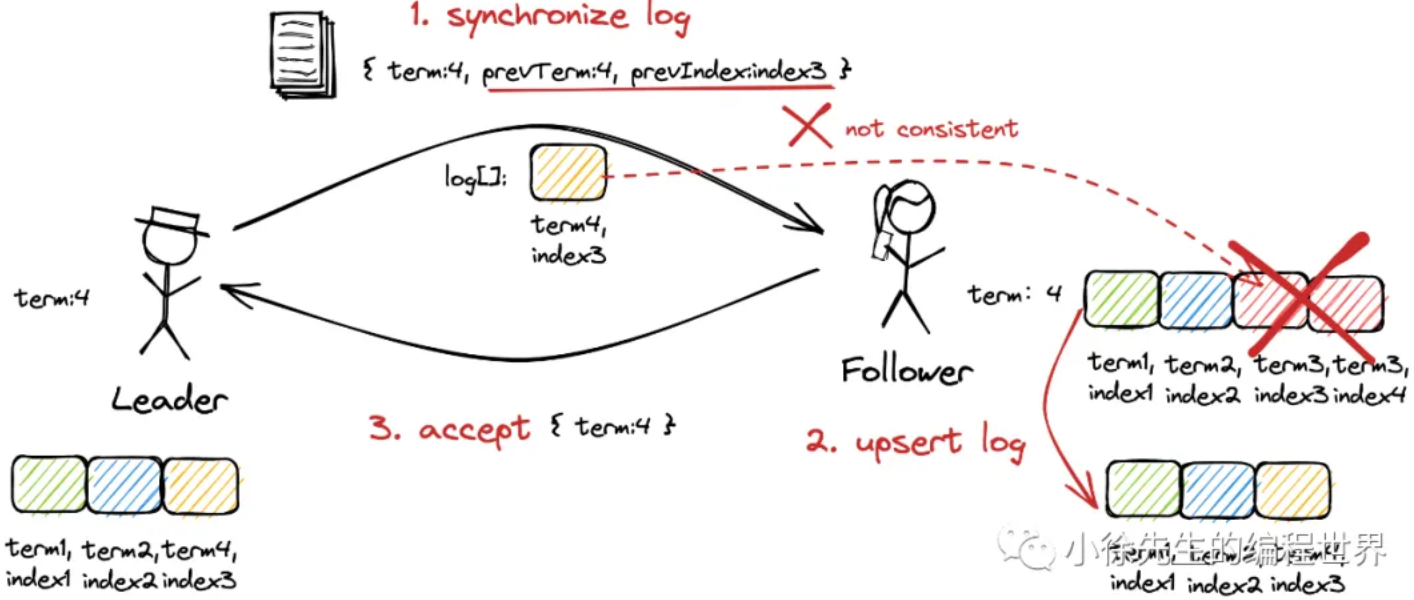 1. synchronize log
{ term:4, prevTerm:4, prevIndex:index3 }
not consistent
log[]:
term4,
index3
term:4
Leader
term: 4
Follower
term1, term2, term3, term3,
index1 index2 index3 index4
3. accept { term:4 }
2. upsert log
term1, term2, term4,
index1 index2 index3
小徐先生的编程世界
term1, term4,
index1 index2 index3